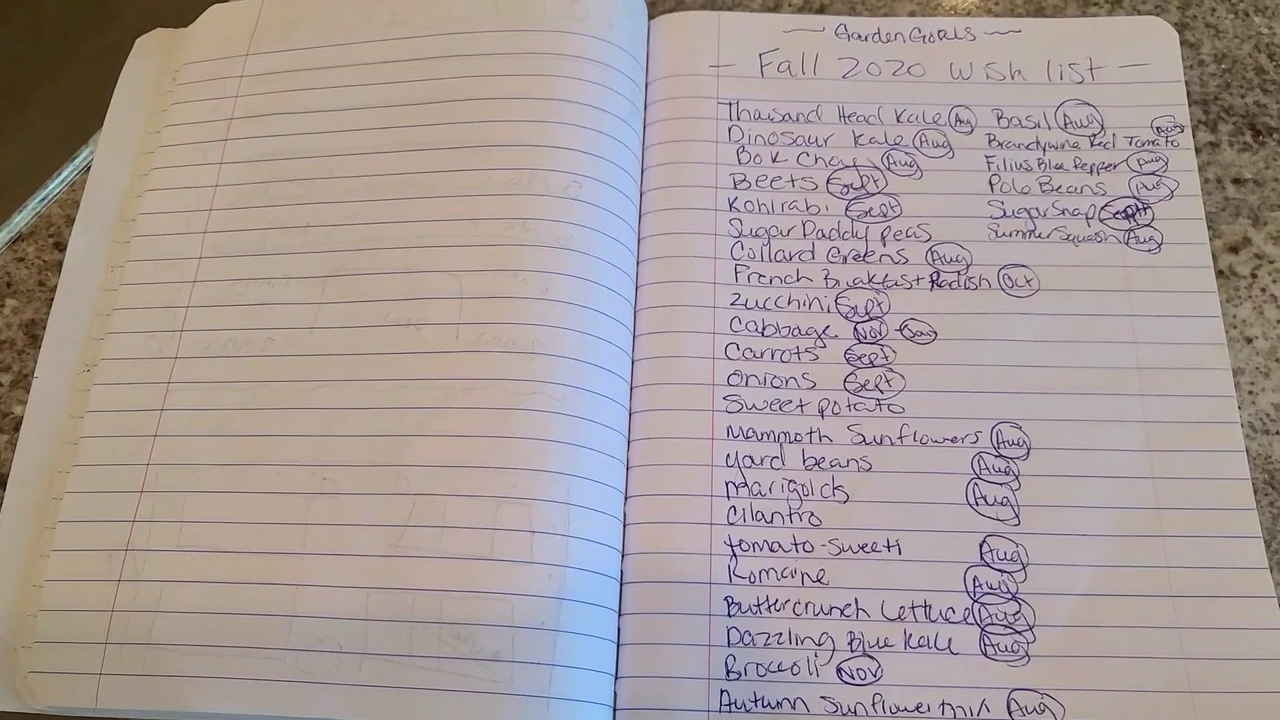 Garden Goals
Fall 2020 Wish list
Thousand Head Kale Aug
Dinosaur Kale Aug
Bok Choy Aug
Beets Sept
Kohlrabi Sept
Sugar Daddy peas
Collard Greens Aug
French Breakfast Radish Oct
Zucchini Sept
Cabbage Nov - Jan
Carrots Sept
Onions Sept
Sweet potato
Mammoth Sunflowers Aug
yard beans Aug
Marigolds Aug
Cilantro
tomato-Sweeti Aug
Romaine Aug
Buttercrunch Lettuce Aug
Dazzling Blue Kale Aug
Broccoli Nov
Autumn Sunflower mix Aug
Basil Aug
Brandywine Red Tomato Aug
Filius Blue Pepper Aug
Pole Beans Aug
Sugar Snap Sept
Summer Squash Aug